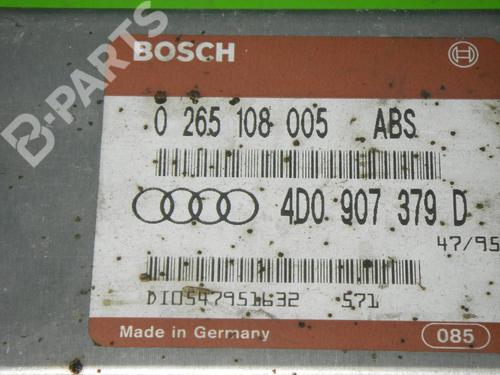 BOSCH
0 265 108 005 ABS
4D0 907 379 D
47/95
DI0547951632 571
Made in Germany 085
B-PARTS